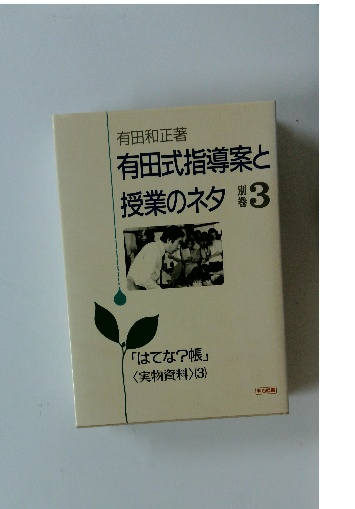 有田和正著
有田式指導案と
授業のネタ 別巻3
「はてな?帳」
〈実物資料〉(3)